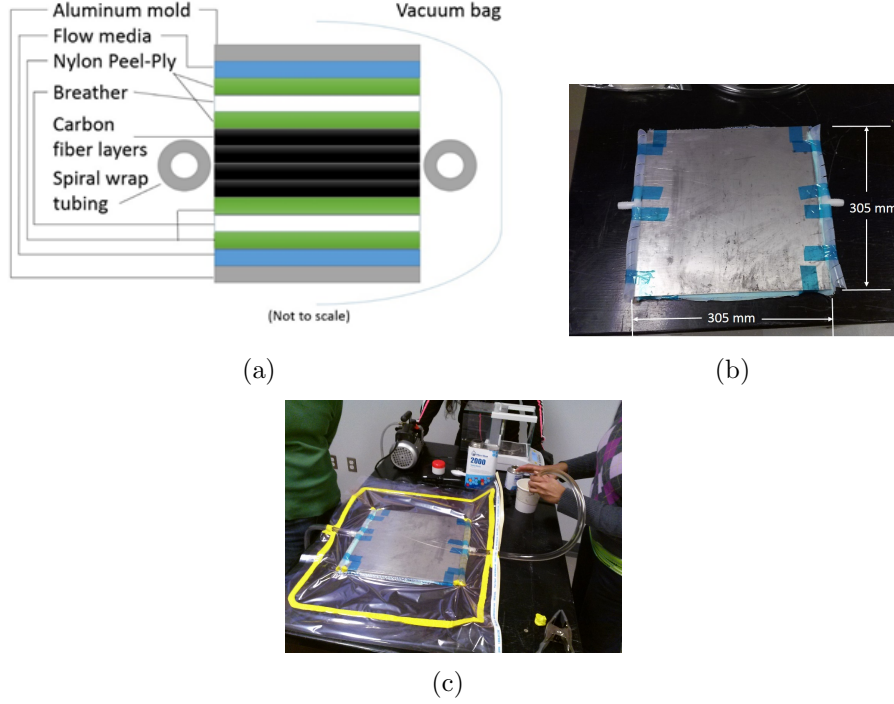 Aluminum mold
Vacuum bag
Flow media
Nylon Peel-Ply
Breather
Carbon
fiber layers
Spiral wrap
tubing
(Not to scale)
305 mm
305 mm
(a)
(b)
2000
(c)